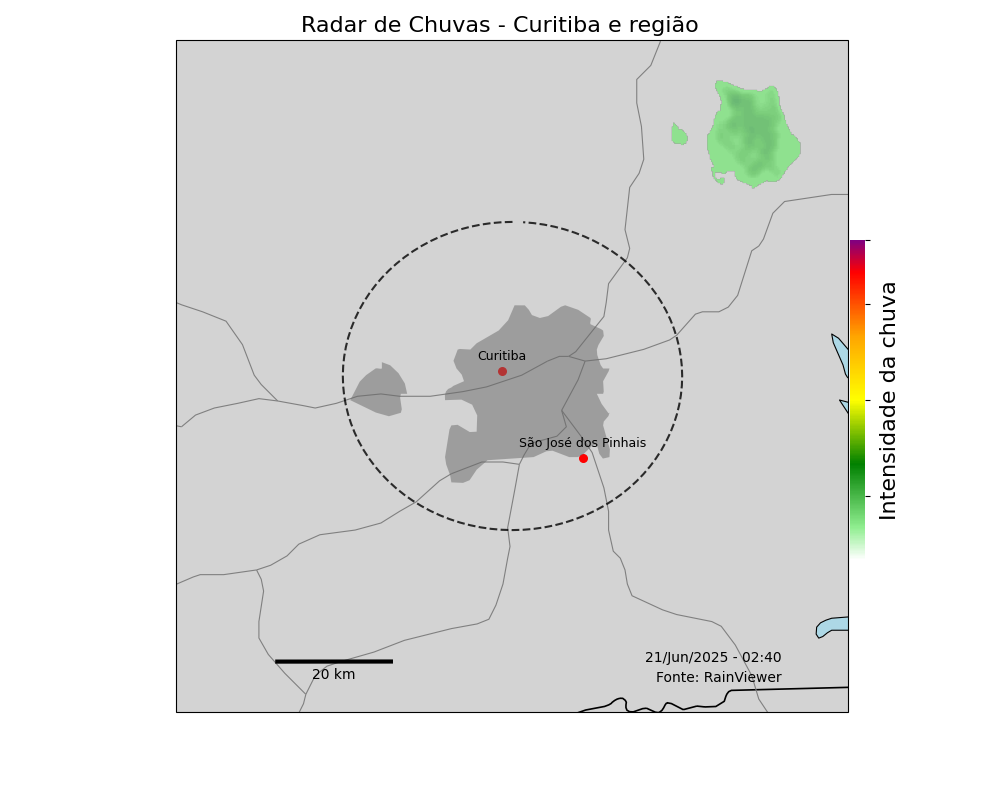 Radar de Chuvas - Curitiba e região
Curitiba
São José dos Pinhais
Intensidade da chuva
21/Jun/2025 - 02:40
20 km
Fonte: RainViewer